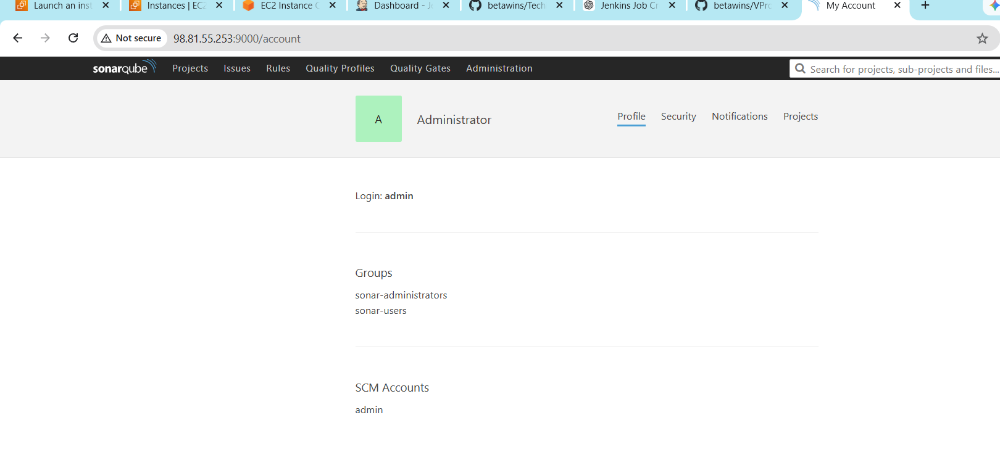 Launch an inst
Instances | EC2
EC2 Instance C
Dashboard - J
betawins/Tech
Jenkins Job Cr
betawins/VPro
My Account
Not secure
98.81.55.253:9000/account
sonarqube
Projects
Issues
Rules
Quality Profiles
Quality Gates
Administration
Search for projects, sub-projects and files...
A
Administrator
Profile
Security
Notifications
Projects
Login: admin
Groups
sonar-administrators
sonar-users
SCM Accounts
admin